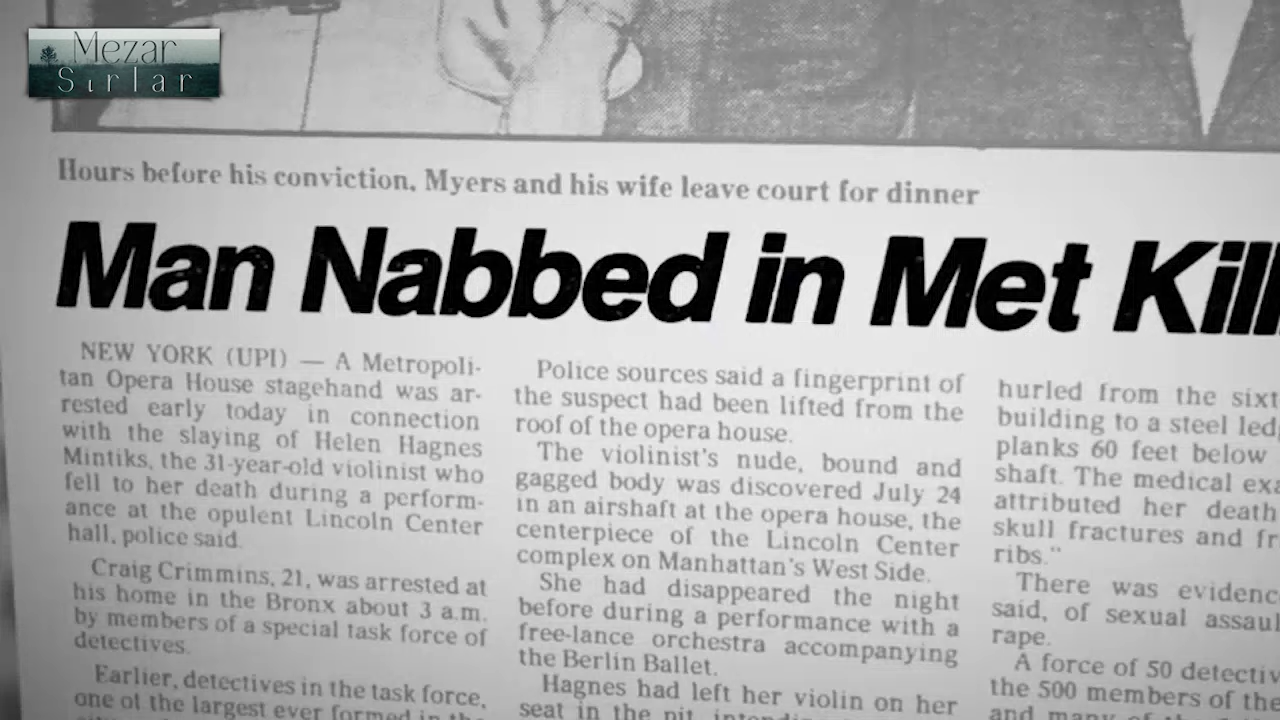 Mezar
Sırlar
Hours before his conviction, Myers and his wife leave court for dinner
Man Nabbed in Met
NEW YORK (UPI) — A Metropoli-
tan Opera House stagehand was ar-
rested early today in connection
with the slaying of Helen Hagnes
Mintiks, the 31-year-old violinist who
fell to her death during a perform-
ance at the opulent Lincoln Center
hall, police said.
Craig Crimmins, 21, was arrested at
his home in the Bronx about 3 a.m.
by members of a special task force of
detectives.
Earlier, detectives in the task force,
one of the largest ever formed in the
Police sources said a fingerprint of
the suspect had been lifted from the
roof of the opera house.
The violinist's nude, bound and
gagged body was discovered July 24
in an airshaft at the opera house, the
centerpiece of the Lincoln Center
complex on Manhattan's West Side.
She had disappeared the night
before during a performance with a
free-lance orchestra accompanying
the Berlin Ballet.
Hagnes had left her violin on her
seat in the pit,
hurled from the
building to a steel
planks 60 feet below
shaft. The medical
attributed her death
skull fractures and
ribs."
There was
said, of sexual
rape.
A force of 50
the 500 members of the
and many of